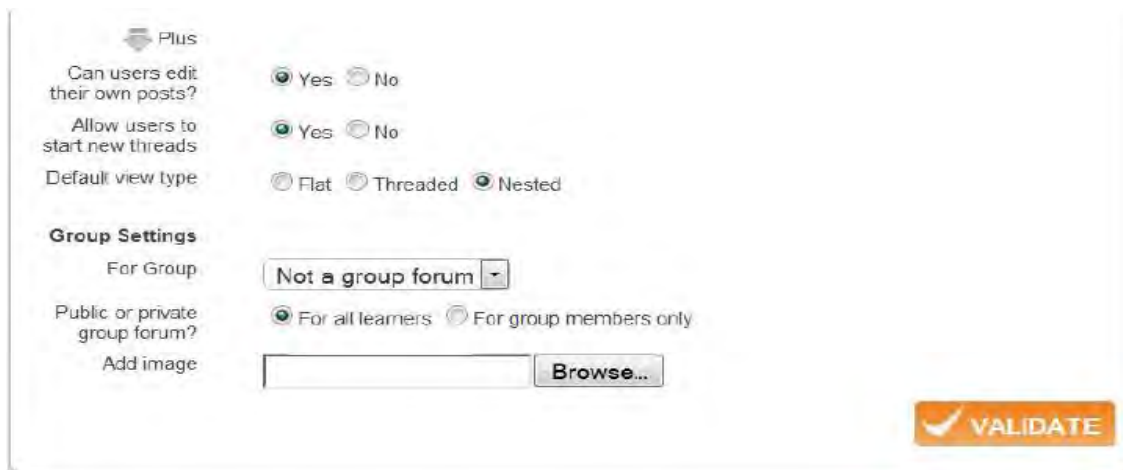 Plus
Can users edit their own posts? Yes No
Allow users to start new threads Yes No
Default view type Flat Threaded Nested
Group Settings
For Group Not a group forum
Public or private group forum? For all learners For group members only
Add image Browse...
VALIDATE